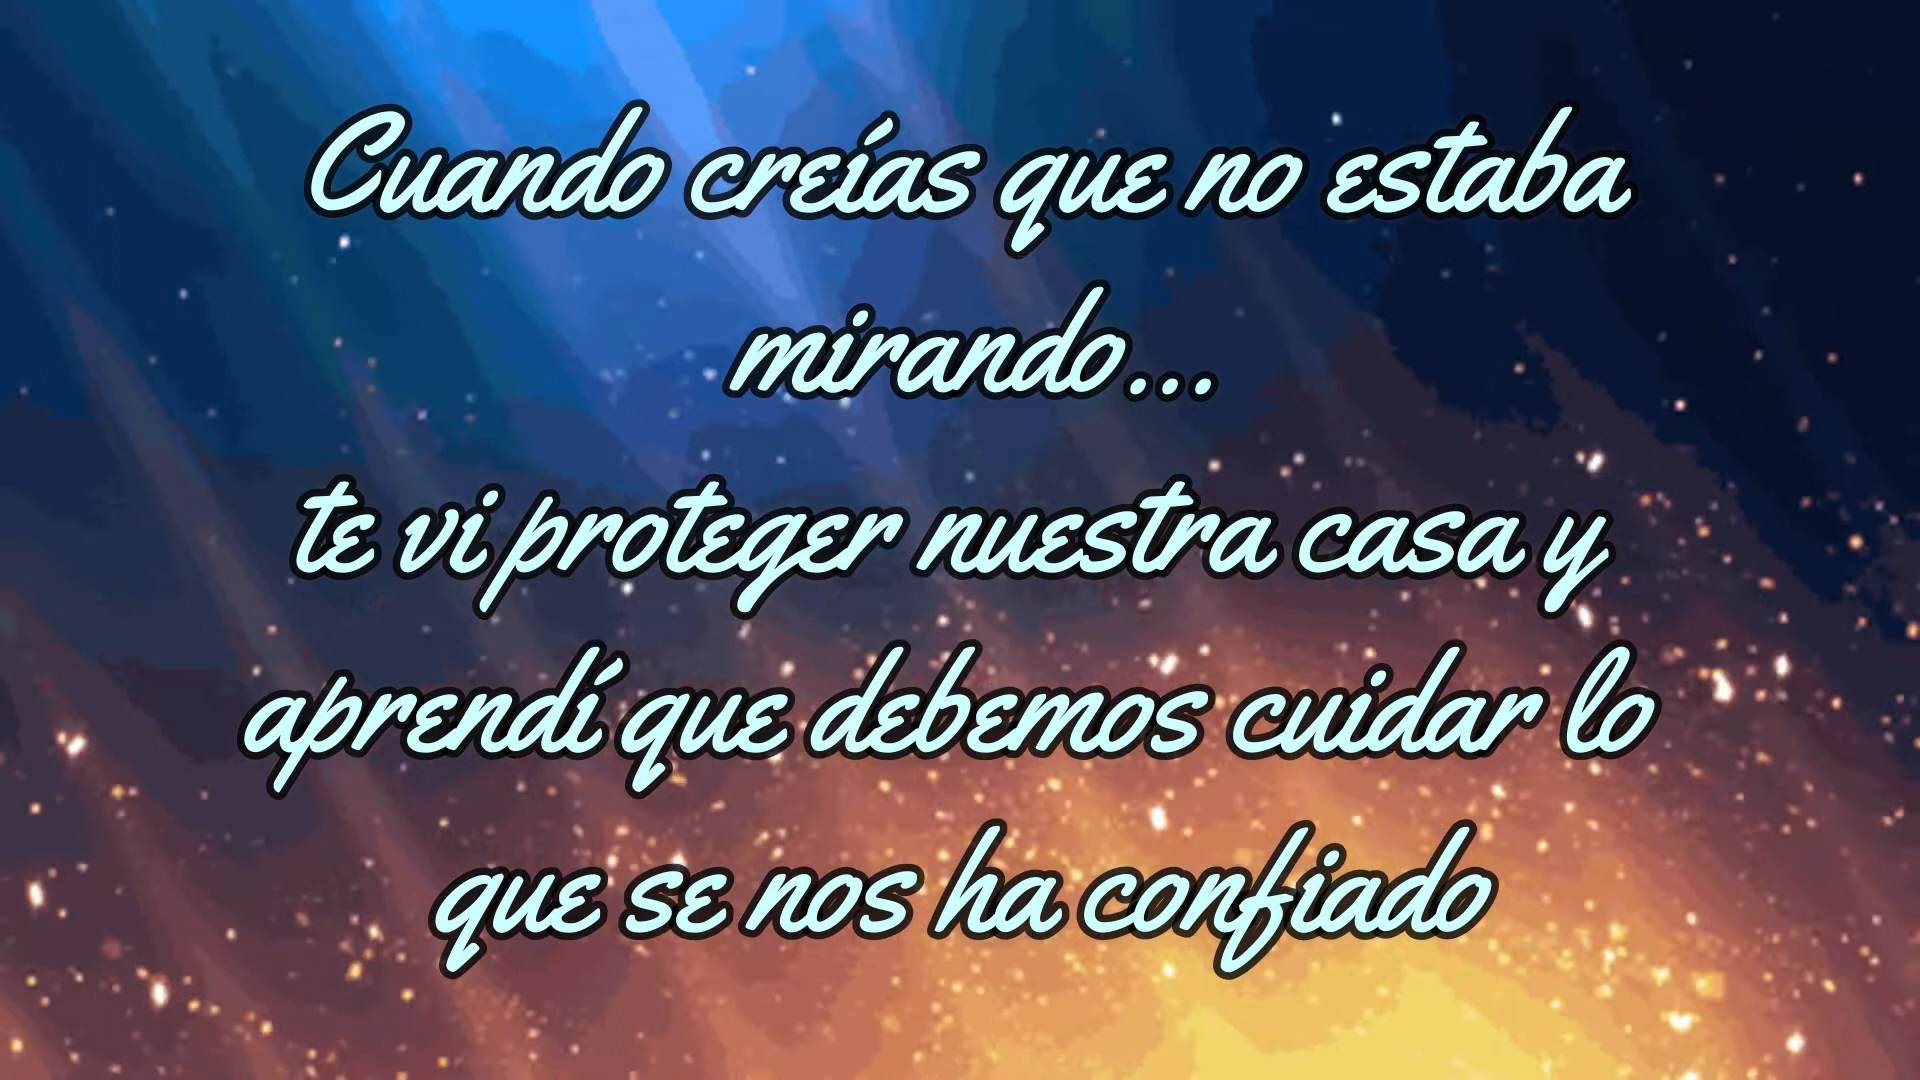 Cuando creías que no estaba
mirando...
te vi proteger nuestra casa y
aprendí que debemos cuidar lo
que se nos ha confiado